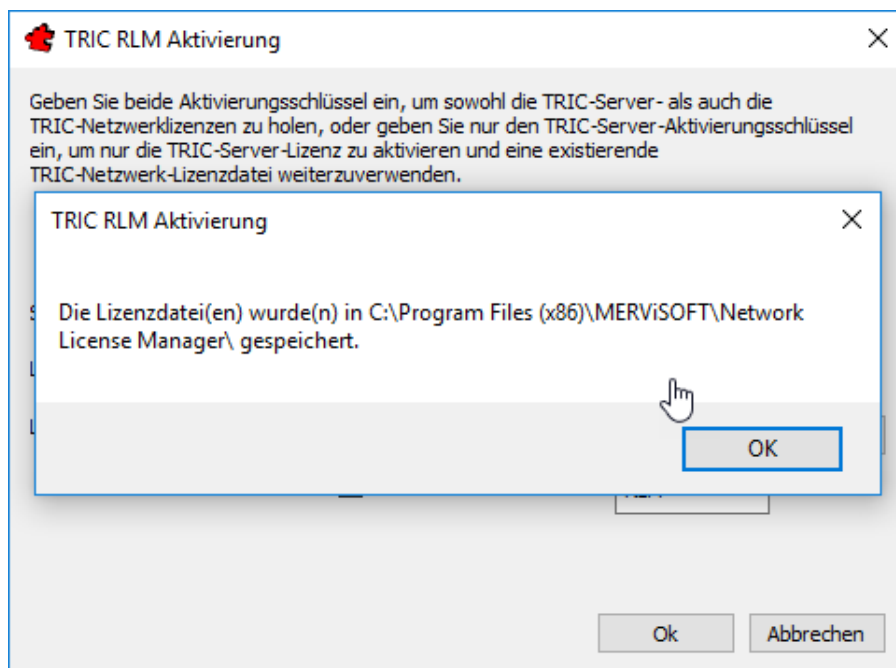 TRIC RLM Aktivierung
Geben Sie beide Aktivierungsschlüssel ein, um sowohl die TRIC-Server- als auch die
TRIC-Netzwerklizenzen zu holen, oder geben Sie nur den TRIC-Server-Aktivierungsschlüssel
ein, um nur die TRIC-Server-Lizenz zu aktivieren und eine existierende
TRIC-Netzwerk-Lizenzdatei weiterzuverwenden.
TRIC RLM Aktivierung
Die Lizenzdatei(en) wurde(n) in C:\Program Files (x86)\MERViSOFT\Network
License Manager\ gespeichert.
OK
Ok
Abbrechen